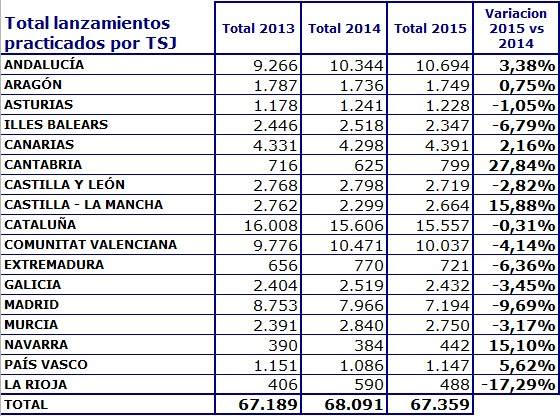 Total lanzamientos practicados por TSJ Total 2013 Total 2014 Total 2015 Variacion 2015 vs 2014
ANDALUCÍA 9.266 10.344 10.694 3,38%
ARAGÓN 1.787 1.736 1.749 0,75%
ASTURIAS 1.178 1.241 1.228 -1,05%
ILLES BALEARS 2.446 2.518 2.347 -6,79%
CANARIAS 4.331 4.298 4.391 2,16%
CANTABRIA 716 625 799 27,84%
CASTILLA Y LEÓN 2.768 2.798 2.719 -2,82%
CASTILLA - LA MANCHA 2.762 2.299 2.664 15,88%
CATALUÑA 16.008 15.606 15.557 -0,31%
COMUNITAT VALENCIANA 9.776 10.471 10.037 -4,14%
EXTREMADURA 656 770 721 -6,36%
GALICIA 2.404 2.519 2.432 -3,45%
MADRID 8.753 7.966 7.194 -9,69%
MURCIA 2.391 2.840 2.750 -3,17%
NAVARRA 390 384 442 15,10%
PAÍS VASCO 1.151 1.086 1.147 5,62%
LA RIOJA 406 590 488 -17,29%
TOTAL 67.189 68.091 67.359